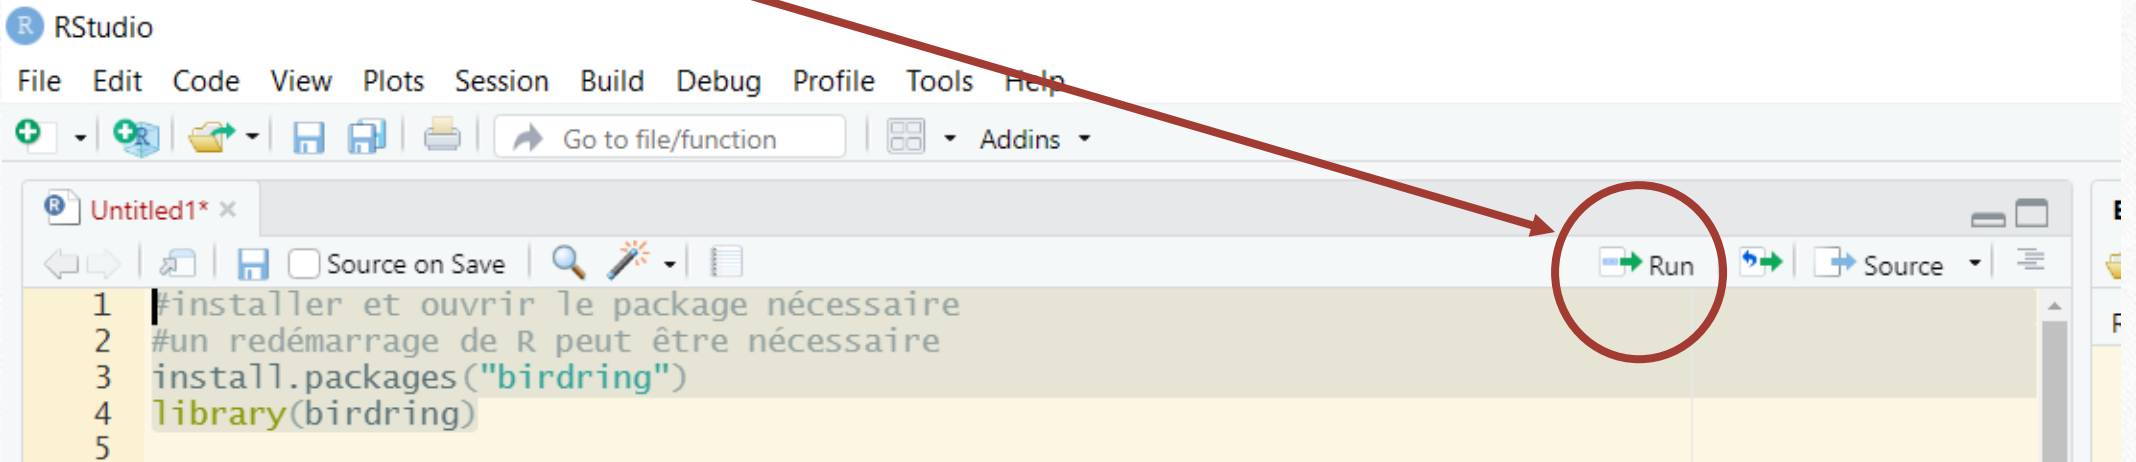 RStudio
File Edit Code View Plots Session Build Debug Profile Tools Help
Go to file/function Addins
Untitled1*
Source on Save Run Source
1 #installer et ouvrir le package nécessaire
2 #un redémarrage de R peut être nécessaire
3 install.packages("birdring")
4 library(birdring)
5